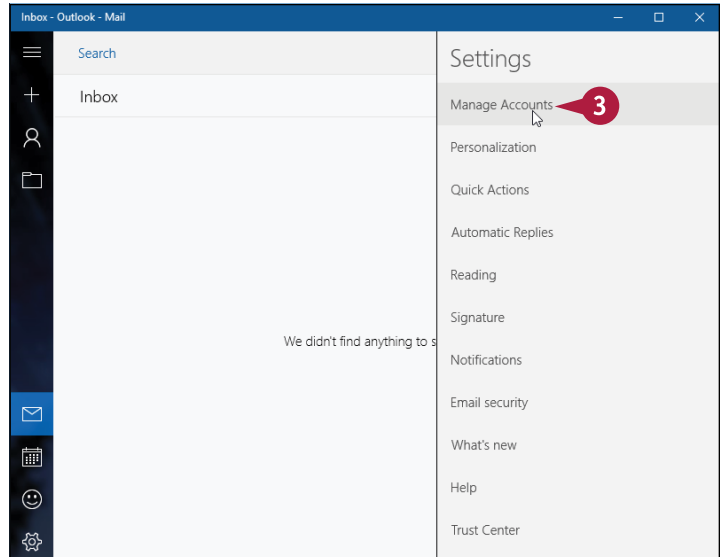 Inbox - Outlook - Mail
Search
Inbox
We didn't find anything to s
Settings
Manage Accounts
3
Personalization
Quick Actions
Automatic Replies
Reading
Signature
Notifications
Email security
What's new
Help
Trust Center